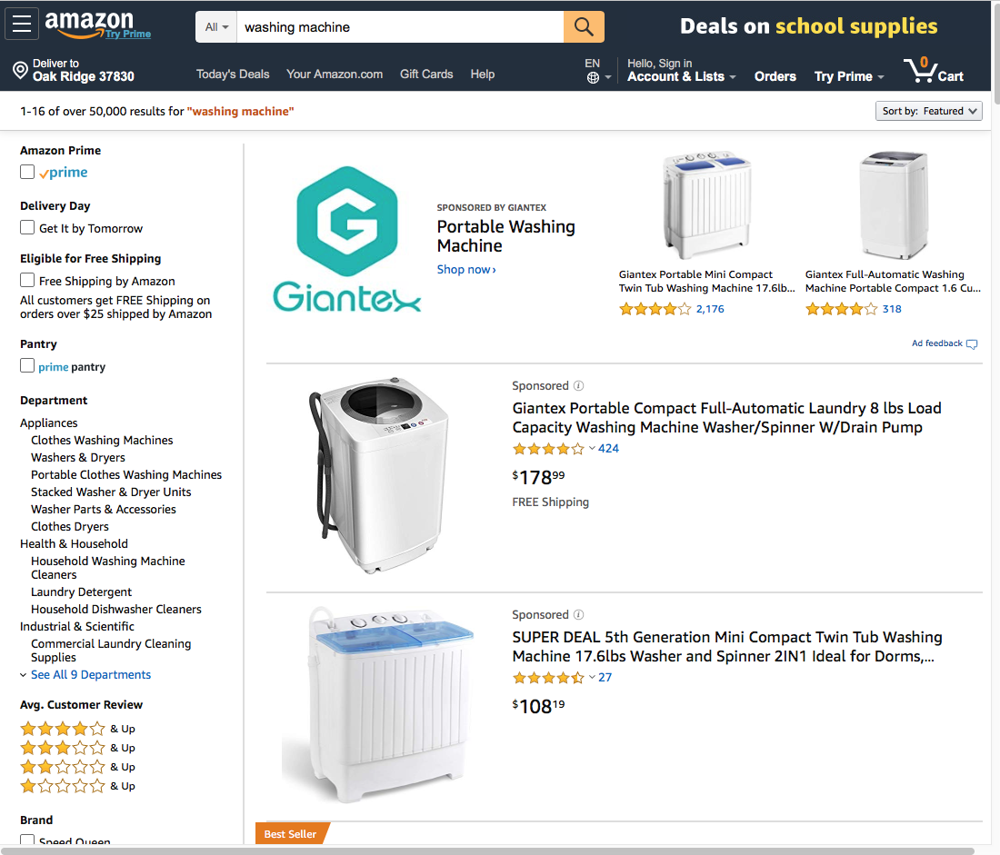 amazon
Try Prime
All
washing machine
Deals on school supplies
Deliver to
Oak Ridge 37830
Today's Deals
Your Amazon.com
Gift Cards
Help
EN
Hello, Sign in
Account & Lists
Orders
Try Prime
0
Cart
1-16 of over 50,000 results for "washing machine"
Sort by: Featured
Amazon Prime
prime
Delivery Day
Get It by Tomorrow
Eligible for Free Shipping
Free Shipping by Amazon
All customers get FREE Shipping on
orders over $25 shipped by Amazon
Pantry
prime pantry
Department
Appliances
Clothes Washing Machines
Washers & Dryers
Portable Clothes Washing Machines
Stacked Washer & Dryer Units
Washer Parts & Accessories
Clothes Dryers
Health & Household
Household Washing Machine
Cleaners
Laundry Detergent
Household Dishwasher Cleaners
Industrial & Scientific
Commercial Laundry Cleaning
Supplies
See All 9 Departments
Avg. Customer Review
& Up
& Up
& Up
& Up
Brand
Speed Queen
G
Giantex
SPONSORED BY GIANTEX
Portable Washing
Machine
Shop now›
Giantex Portable Mini Compact
Twin Tub Washing Machine 17.6lb...
2,176
Giantex Full-Automatic Washing
Machine Portable Compact 1.6 Cu...
318
Ad feedback
Sponsored
Giantex Portable Compact Full-Automatic Laundry 8 lbs Load
Capacity Washing Machine Washer/Spinner W/Drain Pump
424
$17899
FREE Shipping
Sponsored
SUPER DEAL 5th Generation Mini Compact Twin Tub Washing
Machine 17.6lbs Washer and Spinner 2IN1 Ideal for Dorms,...
27
$10819
Best Seller